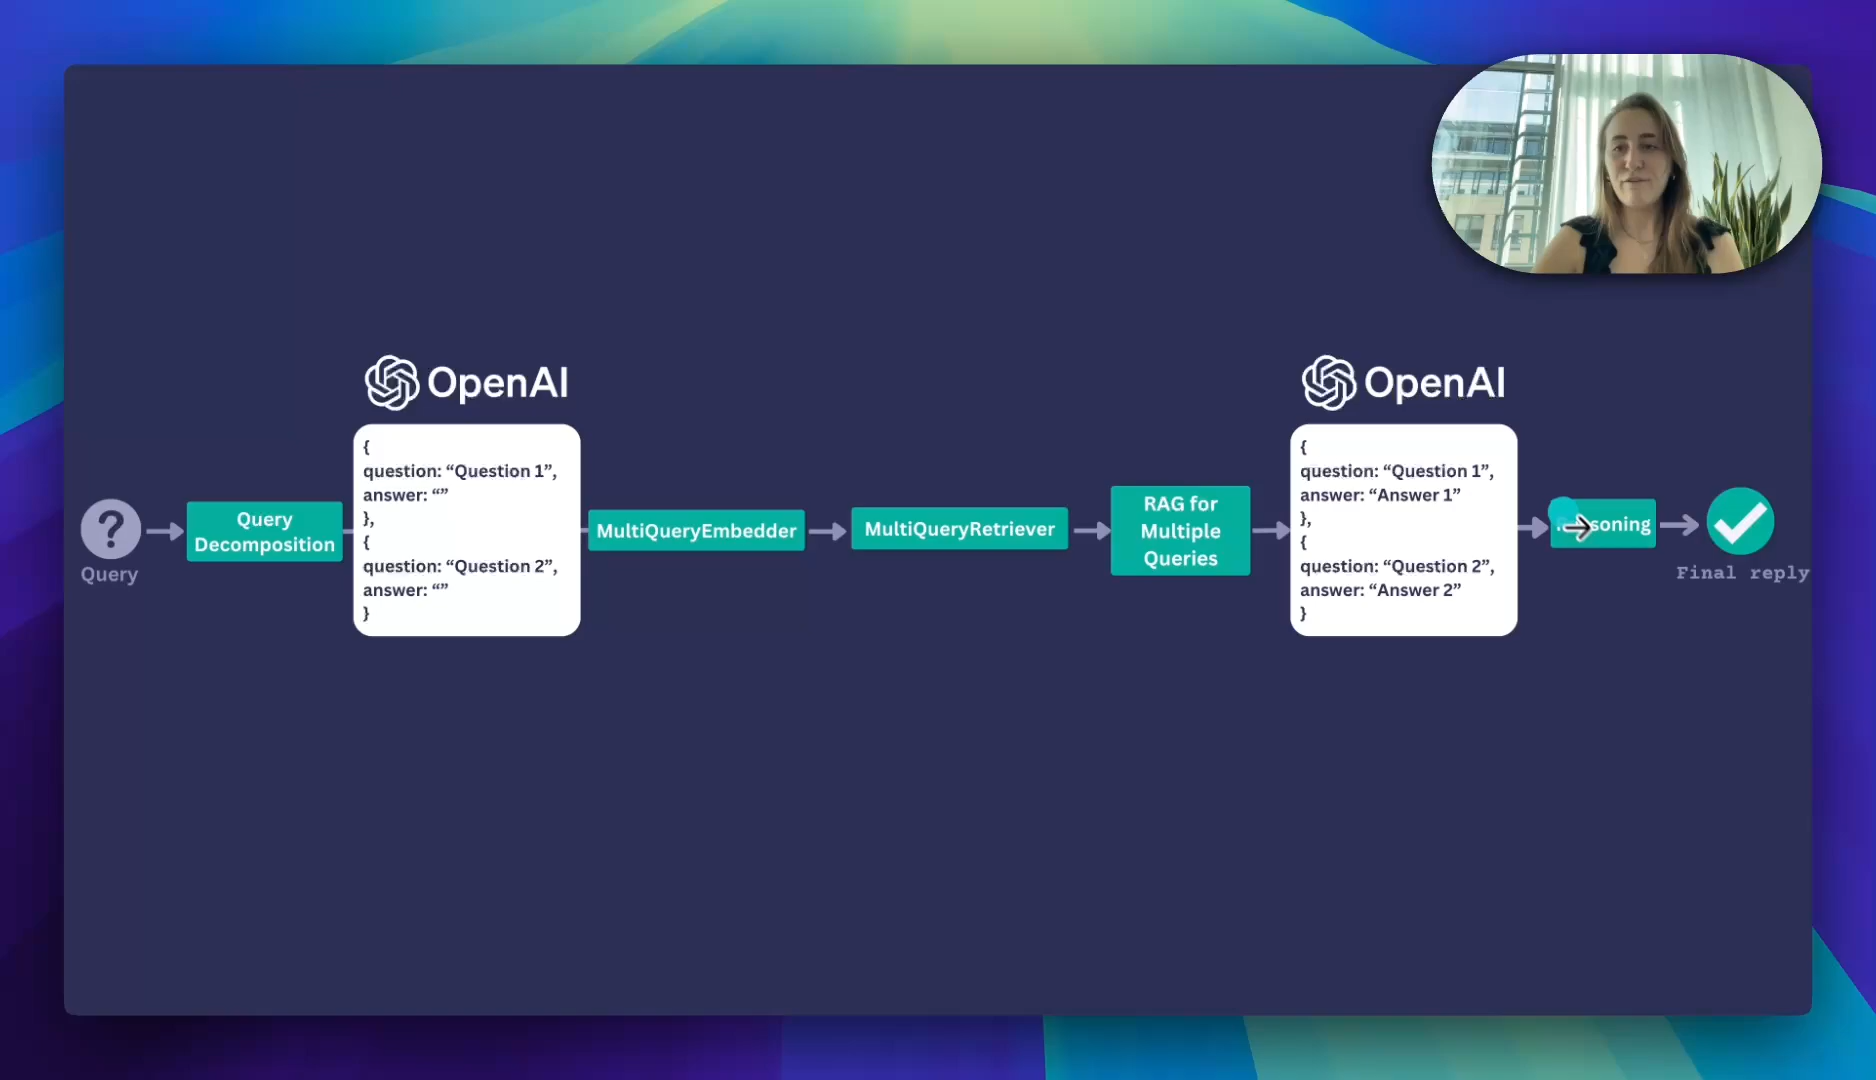 Query
Query
Decomposition
OpenAI
{
question: “Question 1”,
answer: “”
},
{
question: “Question 2”,
answer: “”
}
MultiQueryEmbedder
MultiQueryRetriever
RAG for
Multiple
Queries
OpenAI
{
question: “Question 1”,
answer: “Answer 1”
},
{
question: “Question 2”,
answer: “Answer 2”
}
Final reply